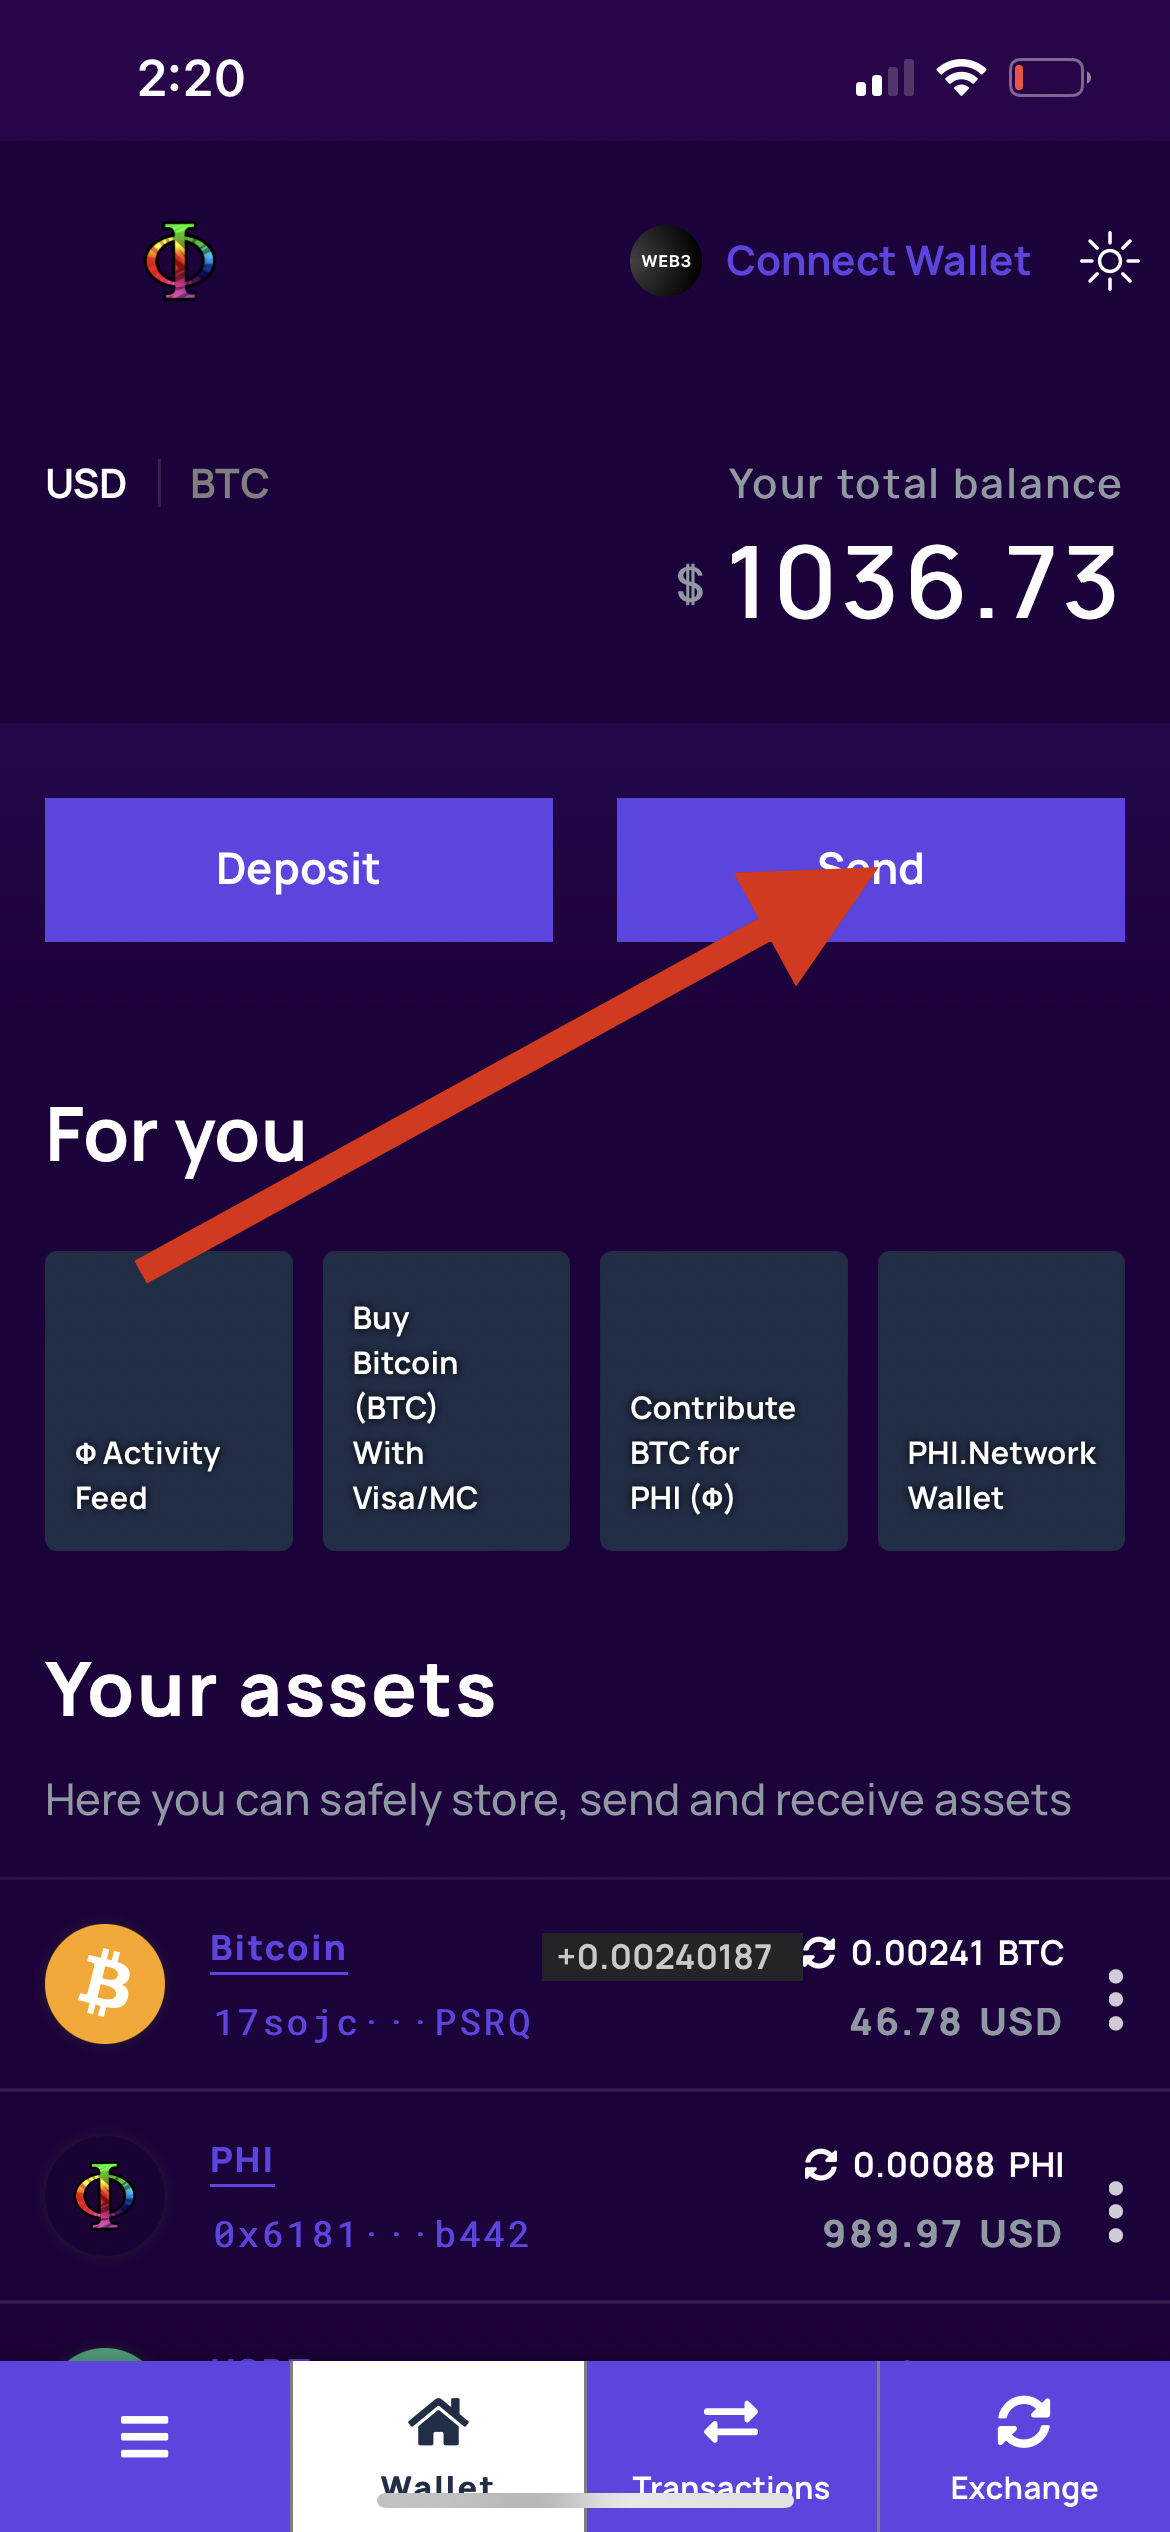 2:20
WEB3 Connect Wallet
USD BTC
Your total balance
$ 1036.73
Deposit
Send
For you
Φ Activity
Feed
Buy
Bitcoin
(BTC)
With
Visa/MC
Contribute
BTC for
PHI (Φ)
PHI.Network
Wallet
Your assets
Here you can safely store, send and receive assets
Bitcoin
+0.00240187
0.00241 BTC
17sojc···PSRQ
46.78 USD
PHI
0.00088 PHI
0x6181···b442
989.97 USD
Wallet
Transactions
Exchange